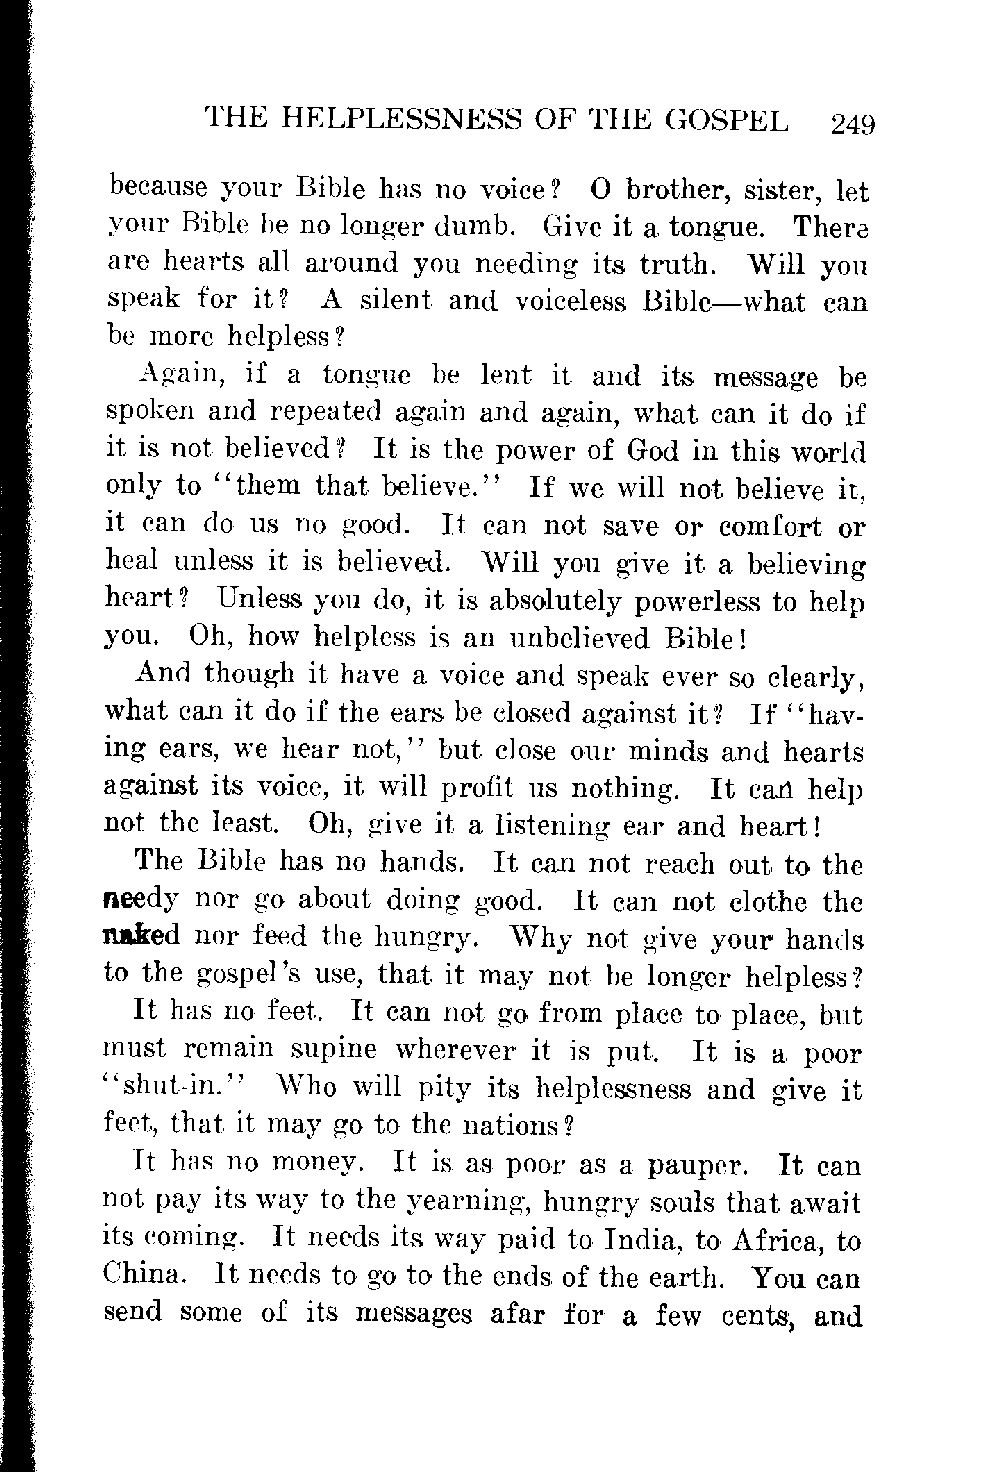 THE HELPLESSNESS OF THE GOSPEL 249
because your Bible has no voice? O brother, sister, let
your Bible be no longer dumb. Give it a tongue. There
are hearts all around you needing its truth. Will you
speak for it? A silent and voiceless Bible—what can
be more helpless?
Again, if a tongue be lent it and its message be
spoken and repeated again and again, what can it do if
it is not believed? It is the power of God in this world
only to "them that believe." If we will not believe it,
it can do us no good. It can not save or comfort or
heal unless it is believed. Will you give it a believing
heart? Unless you do, it is absolutely powerless to help
you. Oh, how helpless is an unbelieved Bible!
And though it have a voice and speak ever so clearly,
what can it do if the ears be closed against it? If "hav-
ing ears, we hear not," but close our minds and hearts
against its voice, it will profit us nothing. It can help
not the least. Oh, give it a listening ear and heart!
The Bible has no hands. It can not reach out to the
needy nor go about doing good. It can not clothe the
naked nor feed the hungry. Why not give your hands
to the gospel's use, that it may not be longer helpless?
It has no feet. It can not go from place to place, but
must remain supine wherever it is put. It is a poor
"shut-in." Who will pity its helplessness and give it
feet, that it may go to the nations?
It has no money. It is as poor as a pauper. It can
not pay its way to the yearning, hungry souls that await
its coming. It needs its way paid to India, to Africa, to
China. It needs to go to the ends of the earth. You can
send some of its messages afar for a few cents, and